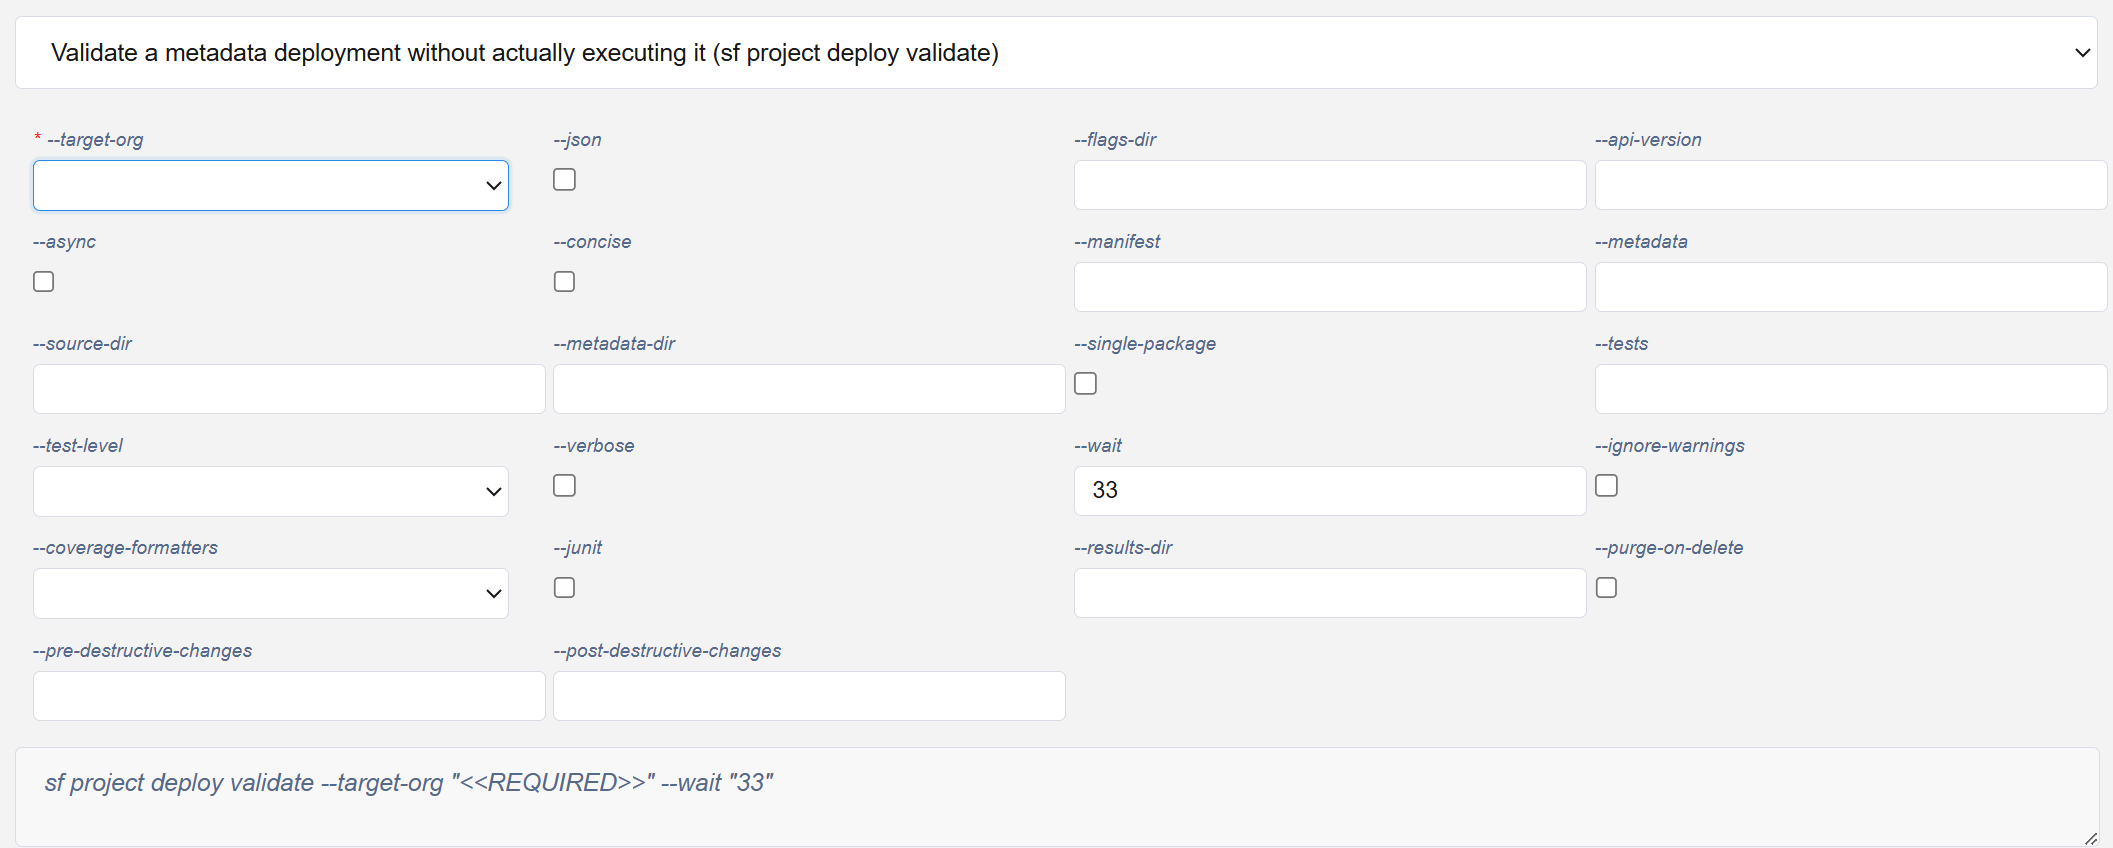 Validate a metadata deployment without actually executing it (sf project deploy validate)
* --target-org --json --flags-dir --api-version
--async --concise --manifest --metadata
--source-dir --metadata-dir --single-package --tests
--test-level --verbose --wait --ignore-warnings
33
--coverage-formatters --junit --results-dir --purge-on-delete
--pre-destructive-changes --post-destructive-changes
sf project deploy validate --target-org "<<REQUIRED>>" --wait "33"